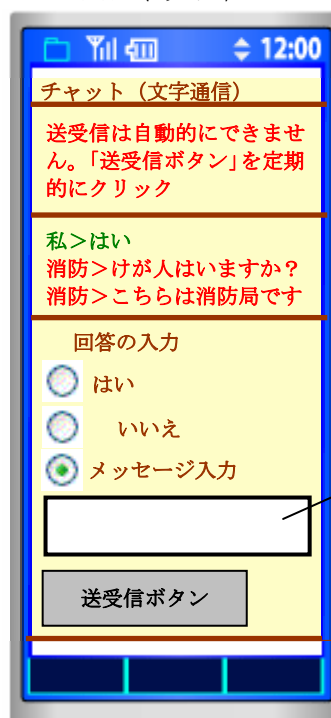 12:00
チャット（文字通信）
送受信は自動的にできませ
ん。「送受信ボタン」を定期
的にクリック
私＞はい
消防＞けが人はいますか？
消防＞こちらは消防局です
回答の入力
はい
いいえ
メッセージ入力
送受信ボタン